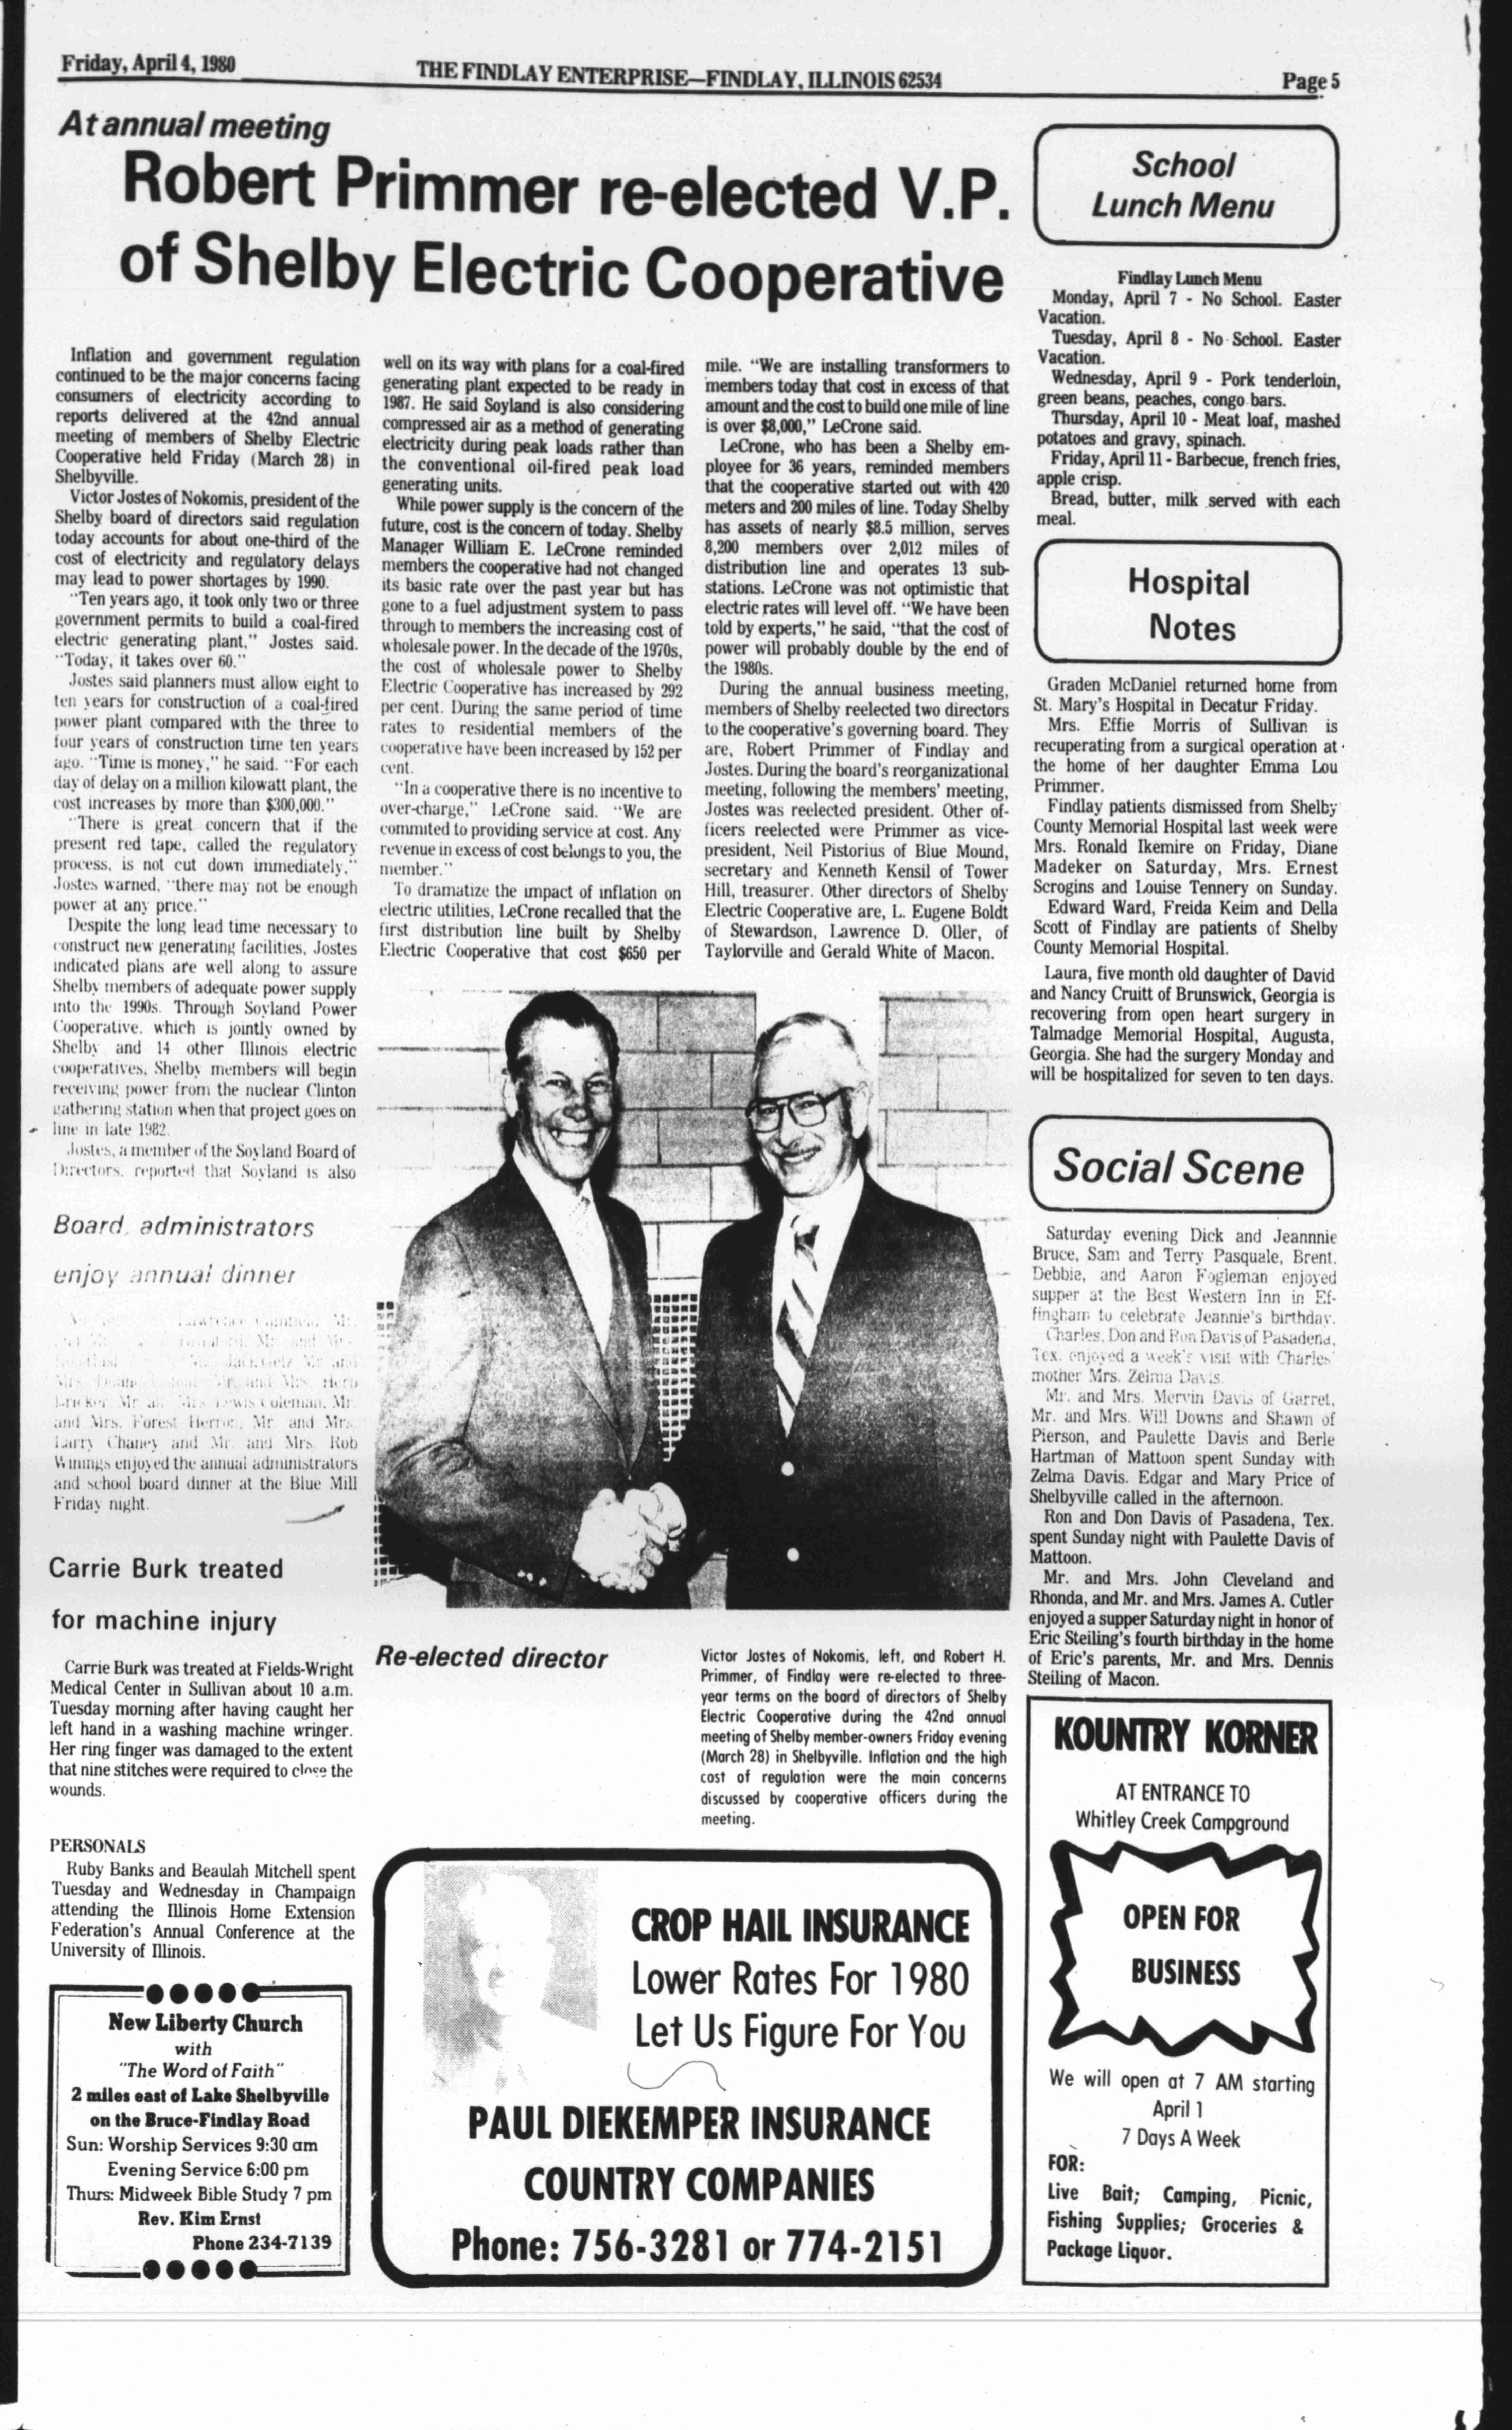 Friday, April 4, 1980
THE FINDLAY ENTERPRISE—FINDLAY, ILLINOIS 62534
Page 5
At annual meeting
Robert Primmer re-elected V.P.
of Shelby Electric Cooperative
Inflation and government regulation
continued to be the major concerns facing
consumers of electricity according to
reports delivered at the 42nd annual
meeting of members of Shelby Electric
Cooperative held Friday (March 28) in
Shelbyville.
Victor Jostes of Nokomis, president of the
Shelby board of directors said regulation
today accounts for about one-third of the
cost of electricity and regulatory delays
may lead to power shortages by 1990.
"Ten years ago, it took only two or three
government permits to build a coal-fired
electric generating plant," Jostes said.
"Today, it takes over 60."
Jostes said planners must allow eight to
ten years for construction of a coal-fired
power plant compared with the three to
four years of construction time ten years
ago. "Time is money," he said. "For each
day of delay on a million kilowatt plant, the
cost increases by more than $300,000."
"There is great concern that if the
present red tape, called the regulatory
process, is not cut down immediately,"
Jostes warned, "there may not be enough
power at any price."
Despite the long lead time necessary to
construct new generating facilities, Jostes
indicated plans are well along to assure
Shelby members of adequate power supply
into the 1990s. Through Soyland Power
Cooperative, which is jointly owned by
Shelby and 14 other Illinois electric
cooperatives, Shelby members will begin
receiving power from the nuclear Clinton
gathering station when that project goes on
line in late 1982.
Jostes, a member of the Soyland Board of
Directors, reported that Soyland is also
well on its way with plans for a coal-fired
generating plant expected to be ready in
1987. He said Soyland is also considering
compressed air as a method of generating
electricity during peak loads rather than
the conventional oil-fired peak load
generating units.
While power supply is the concern of the
future, cost is the concern of today. Shelby
Manager William E. LeCrone reminded
members the cooperative had not changed
its basic rate over the past year but has
gone to a fuel adjustment system to pass
through to members the increasing cost of
wholesale power. In the decade of the 1970s,
the cost of wholesale power to Shelby
Electric Cooperative has increased by 292
per cent. During the same period of time
rates to residential members of the
cooperative have been increased by 152 per
cent.
"In a cooperative there is no incentive to
over-charge," LeCrone said. "We are
commited to providing service at cost. Any
revenue in excess of cost belongs to you, the
member."
To dramatize the impact of inflation on
electric utilities, LeCrone recalled that the
first distribution line built by Shelby
Electric Cooperative that cost $650 per
mile. "We are installing transformers to
members today that cost in excess of that
amount and the cost to build one mile of line
is over $8,000," LeCrone said.
LeCrone, who has been a Shelby em-
ployee for 36 years, reminded members
that the cooperative started out with 420
meters and 200 miles of line. Today Shelby
has assets of nearly $8.5 million, serves
8,200 members over 2,012 miles of
distribution line and operates 13 sub-
stations. LeCrone was not optimistic that
electric rates will level off. "We have been
told by experts," he said, "that the cost of
power will probably double by the end of
the 1980s.
During the annual business meeting,
members of Shelby reelected two directors
to the cooperative's governing board. They
are, Robert Primmer of Findlay and
Jostes. During the board's reorganizational
meeting, following the members' meeting,
Jostes was reelected president. Other of-
ficers reelected were Primmer as vice-
president, Neil Pistorius of Blue Mound,
secretary and Kenneth Kensil of Tower
Hill, treasurer. Other directors of Shelby
Electric Cooperative are, L. Eugene Boldt
of Stewardson, Lawrence D. Oller, of
Taylorville and Gerald White of Macon.
Re-elected director
Victor Jostes of Nokomis, left, and Robert H.
Primmer, of Findlay were re-elected to three-
year terms on the board of directors of Shelby
Electric Cooperative during the 42nd annual
meeting of Shelby member-owners Friday evening
(March 28) in Shelbyville. Inflation and the high
cost of regulation were the main concerns
discussed by cooperative officers during the
meeting.
Board, administrators
enjoy annual dinner
Lawrence
Mr. and Mrs.
Jack Getz Mr. and
Mrs. Mr. and Mrs. Herb
Mr. Lewis Coleman, Mr.
and Mrs. Forest Herron, Mr. and Mrs.
Larry Chaney and Mr. and Mrs. Rob
Winings enjoyed the annual administrators
and school board dinner at the Blue Mill
Friday night.
Carrie Burk treated
for machine injury
Carrie Burk was treated at Fields-Wright
Medical Center in Sullivan about 10 a.m.
Tuesday morning after having caught her
left hand in a washing machine wringer.
Her ring finger was damaged to the extent
that nine stitches were required to close the
wounds.
PERSONALS
Ruby Banks and Beaulah Mitchell spent
Tuesday and Wednesday in Champaign
attending the Illinois Home Extension
Federation's Annual Conference at the
University of Illinois.
New Liberty Church
with
"The Word of Faith"
2 miles east of Lake Shelbyville
on the Bruce-Findlay Road
Sun: Worship Services 9:30 am
Evening Service 6:00 pm
Thurs: Midweek Bible Study 7 pm
Rev. Kim Ernst
Phone 234-7139
CROP HAIL INSURANCE
Lower Rates For 1980
Let Us Figure For You
PAUL DIEKEMPER INSURANCE
COUNTRY COMPANIES
Phone: 756-3281 or 774-2151
School
Lunch Menu
Findlay Lunch Menu
Monday, April 7 - No School. Easter
Vacation.
Tuesday, April 8 - No School. Easter
Vacation.
Wednesday, April 9 - Pork tenderloin,
green beans, peaches, congo bars.
Thursday, April 10 - Meat loaf, mashed
potatoes and gravy, spinach.
Friday, April 11 - Barbecue, french fries,
apple crisp.
Bread, butter, milk served with each
meal.
Hospital
Notes
Graden McDaniel returned home from
St. Mary's Hospital in Decatur Friday.
Mrs. Effie Morris of Sullivan is
recuperating from a surgical operation at
the home of her daughter Emma Lou
Primmer.
Findlay patients dismissed from Shelby
County Memorial Hospital last week were
Mrs. Ronald Ikemire on Friday, Diane
Madeker on Saturday, Mrs. Ernest
Scrogins and Louise Tennery on Sunday.
Edward Ward, Freida Keim and Della
Scott of Findlay are patients of Shelby
County Memorial Hospital.
Laura, five month old daughter of David
and Nancy Cruitt of Brunswick, Georgia is
recovering from open heart surgery in
Talmadge Memorial Hospital, Augusta,
Georgia. She had the surgery Monday and
will be hospitalized for seven to ten days.
Social Scene
Saturday evening Dick and Jeannnie
Bruce, Sam and Terry Pasquale, Brent,
Debbie, and Aaron Fogleman enjoyed
supper at the Best Western Inn in Ef-
fingham to celebrate Jeannie's birthday.
Charles, Don and Ron Davis of Pasadena,
Tex. enjoyed a week's visit with Charles'
mother Mrs. Zelma Davis.
Mr. and Mrs. Mervin Davis of Garret,
Mr. and Mrs. Will Downs and Shawn of
Pierson, and Paulette Davis and Berle
Hartman of Mattoon spent Sunday with
Zelma Davis. Edgar and Mary Price of
Shelbyville called in the afternoon.
Ron and Don Davis of Pasadena, Tex.
spent Sunday night with Paulette Davis of
Mattoon.
Mr. and Mrs. John Cleveland and
Rhonda, and Mr. and Mrs. James A. Cutler
enjoyed a supper Saturday night in honor of
Eric Steiling's fourth birthday in the home
of Eric's parents, Mr. and Mrs. Dennis
Steiling of Macon.
KOUNTRY KORNER
AT ENTRANCE TO
Whitley Creek Campground
OPEN FOR
BUSINESS
We will open at 7 AM starting
April 1
7 Days A Week
FOR:
Live Bait; Camping, Picnic,
Fishing Supplies; Groceries &
Package Liquor.